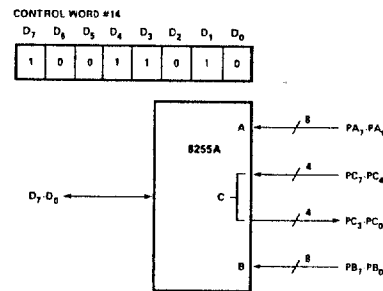 CONTROL WORD #14
D7 D6 D5 D4 D3 D2 D1 D0
1 0 0 1 1 0 1 0
8255A
A
8
PA7-PA
4
PC7-PC4
D7-D0
C
4
PC3-PC0
B
8
PB7-PB0